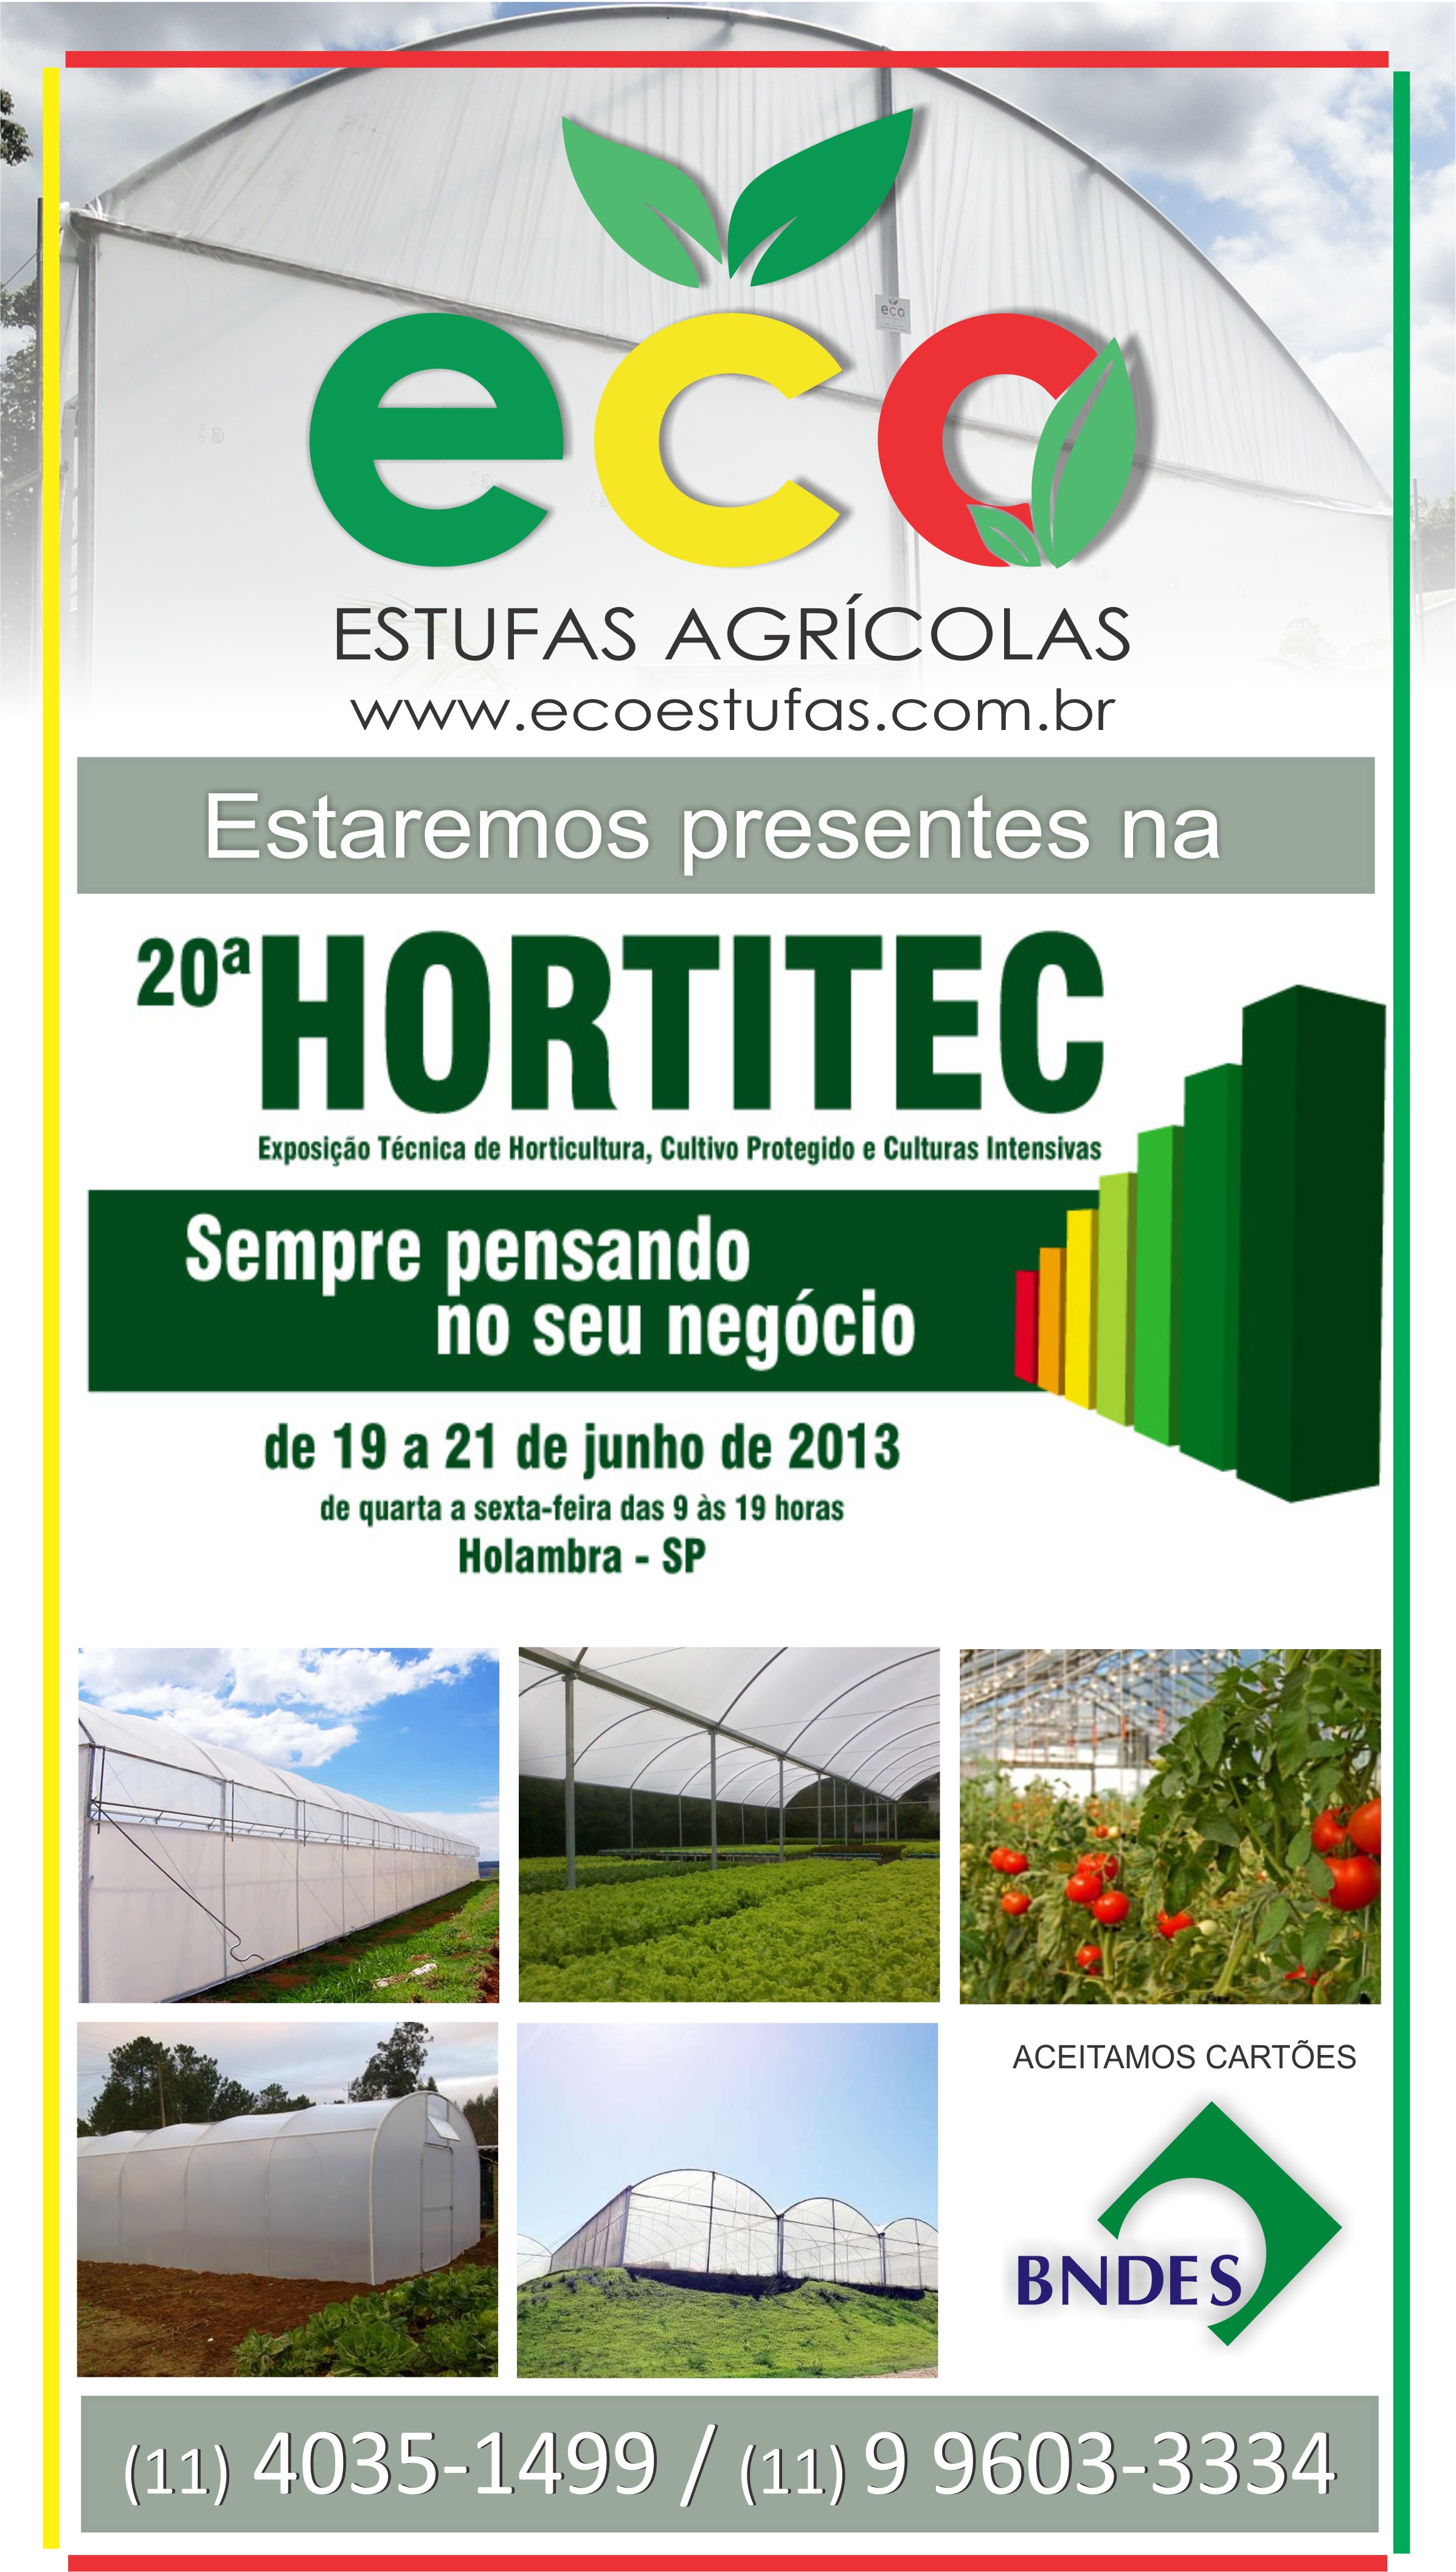 eco
eco
ESTUFAS AGRÍCOLAS
www.ecoestufas.com.br
Estaremos presentes na
20ª HORTITEC
Exposição Técnica de Horticultura, Cultivo Protegido e Culturas Intensivas
Sempre pensando
no seu negócio
de 19 a 21 de junho de 2013
de quarta a sexta-feira das 9 às 19 horas
Holambra - SP
ACEITAMOS CARTÕES
BNDES
(11) 4035-1499 / (11) 9 9603-3334